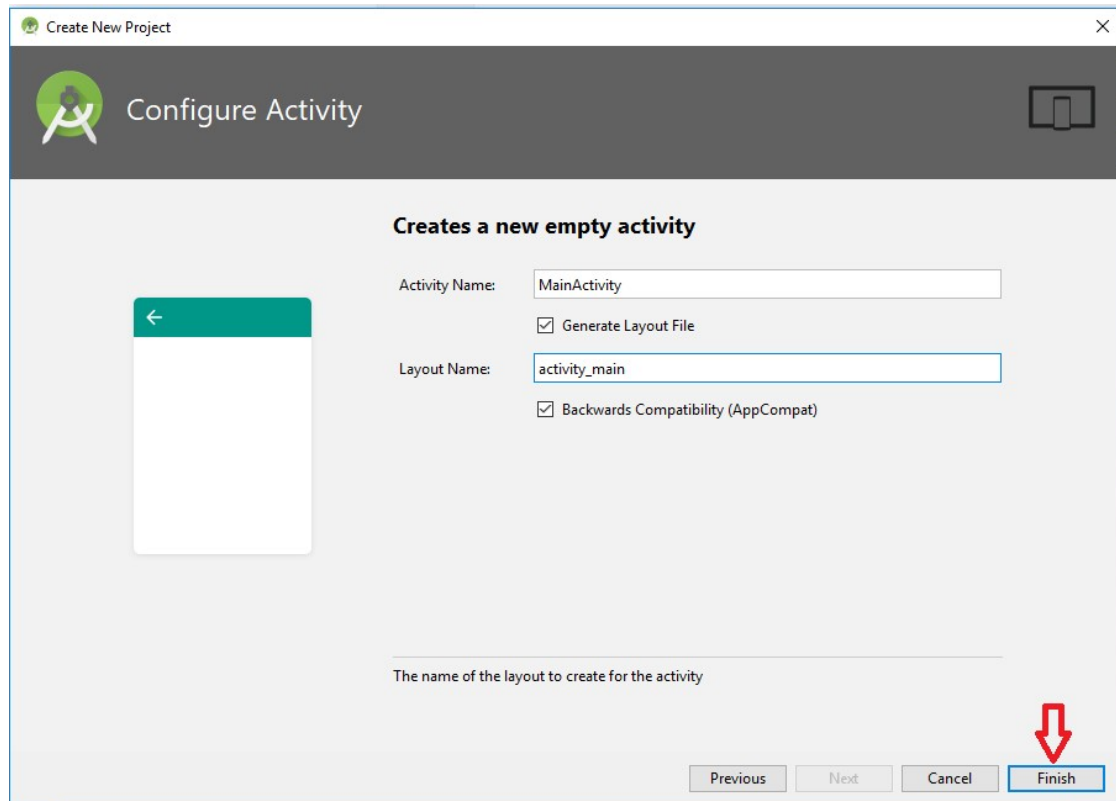 Create New Project
Configure Activity
Creates a new empty activity
Activity Name: MainActivity
Generate Layout File
Layout Name: activity_main
Backwards Compatibility (AppCompat)
The name of the layout to create for the activity
Previous Next Cancel Finish